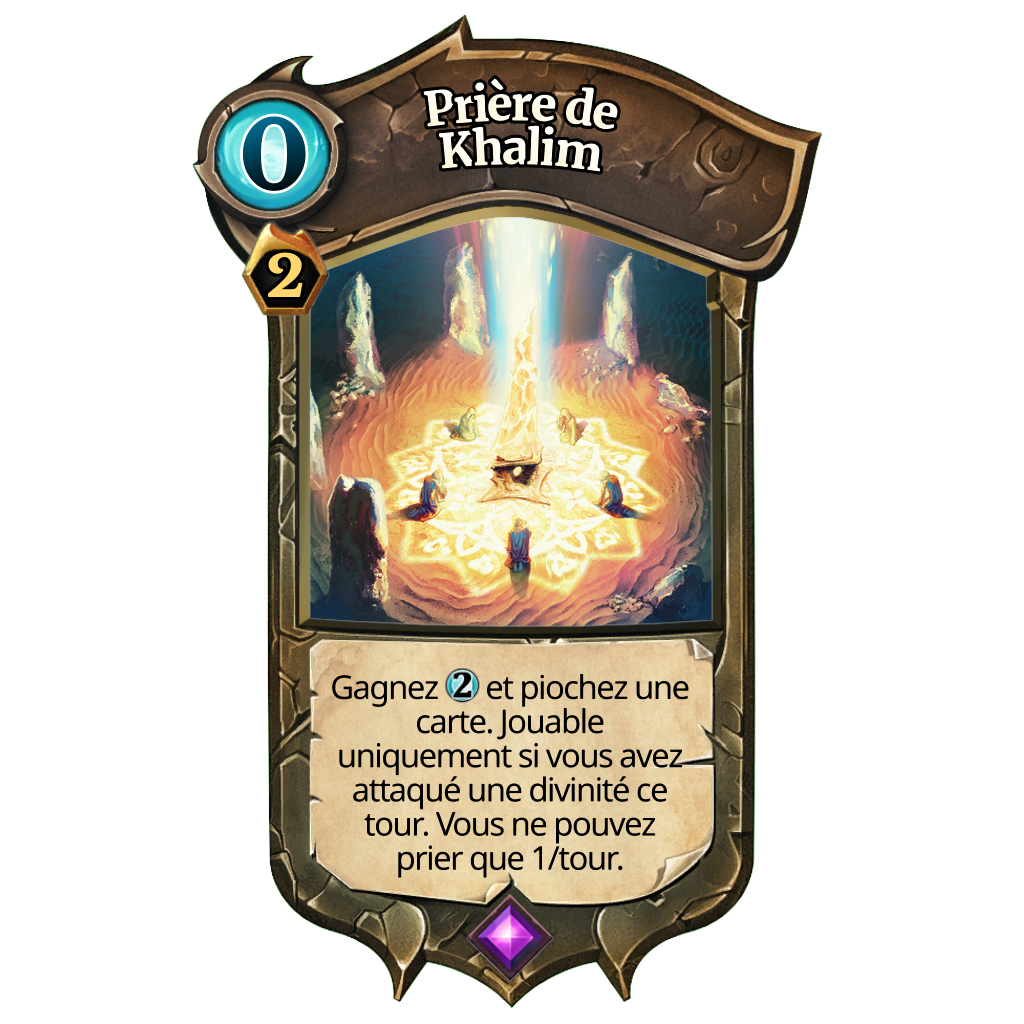 0
Prière de
Khalim
2
Gagnez 2 et piochez une
carte. Jouable
uniquement si vous avez
attaqué une divinité ce
tour. Vous ne pouvez
prier que 1/tour.